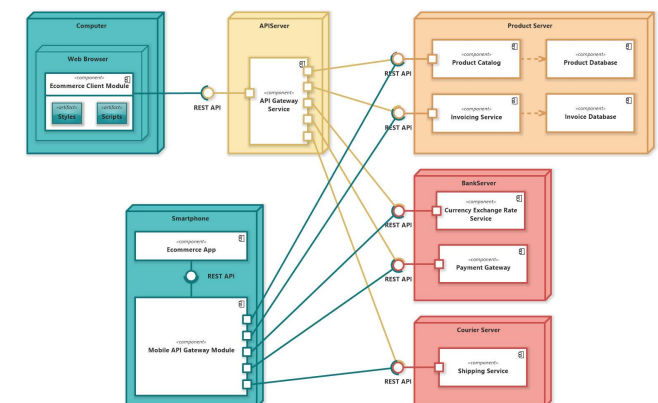 Computer
Web Browser
«component»
Ecommerce Client Module
«artifact»
Styles
«artifact»
Scripts
REST API
APIServer
«component»
API Gateway
Service
Product Server
REST API
«component»
Product Catalog
«component»
Product Database
REST API
«component»
Invoicing Service
«component»
Invoice Database
BankServer
REST API
«component»
Currency Exchange Rate
Service
REST API
«component»
Payment Gateway
Smartphone
«component»
Ecommerce App
REST API
«component»
Mobile API Gateway Module
Courier Server
REST API
«component»
Shipping Service